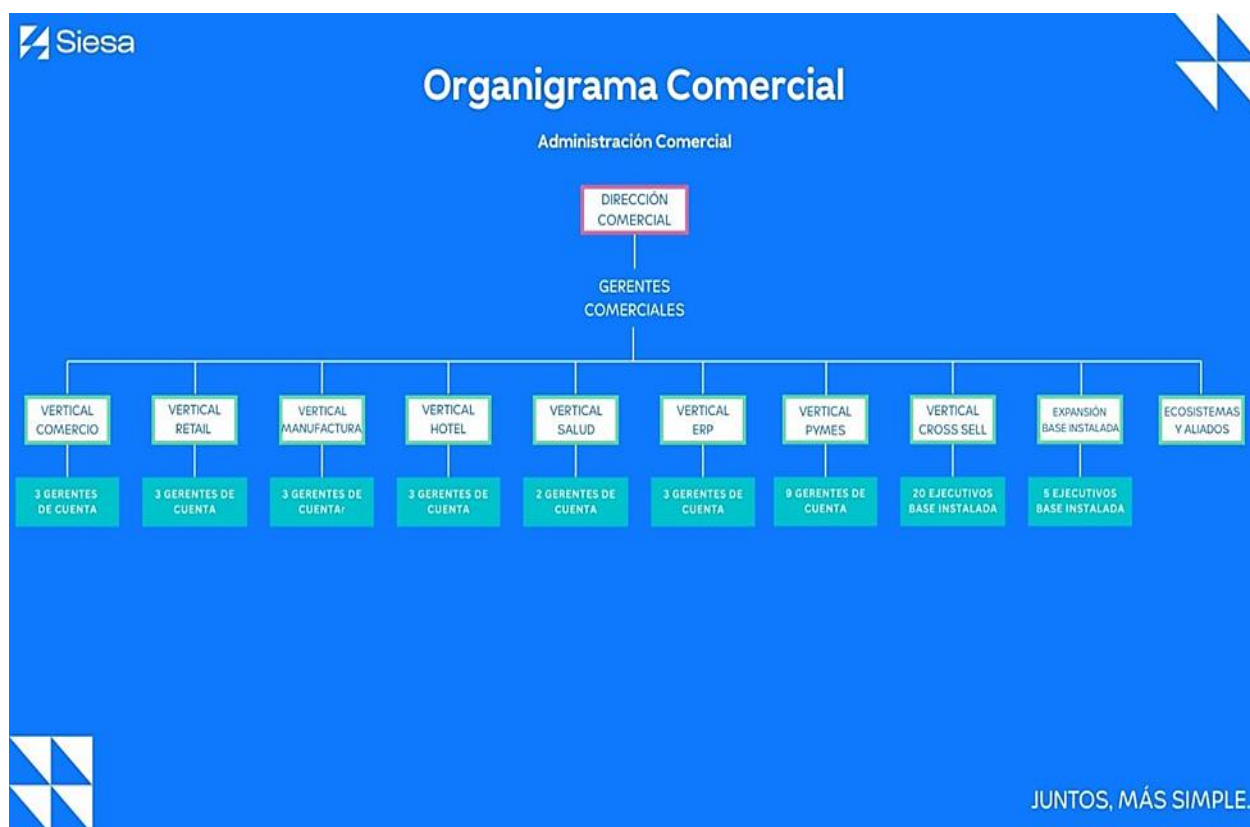 Siesa
Organigrama Comercial
Administración Comercial
DIRECCIÓN
COMERCIAL
GERENTES
COMERCIALES
VERTICAL
COMERCIO
VERTICAL
RETAIL
VERTICAL
MANUFACTURA
VERTICAL
HOTEL
VERTICAL
SALUD
VERTICAL
ERP
VERTICAL
PYMES
VERTICAL
CROSS SELL
EXPANSIÓN
BASE INSTALADA
ECOSISTEMAS
Y ALIADOS
3 GERENTES
DE CUENTA
3 GERENTES DE
CUENTA
3 GERENTES DE
CUENTAr
3 GERENTES DE
CUENTA
2 GERENTES DE
CUENTA
3 GERENTES DE
CUENTA
9 GERENTES DE
CUENTA
20 EJECUTIVOS
BASE INSTALADA
5 EJECUTIVOS
BASE INSTALADA
JUNTOS, MÁS SIMPLE.